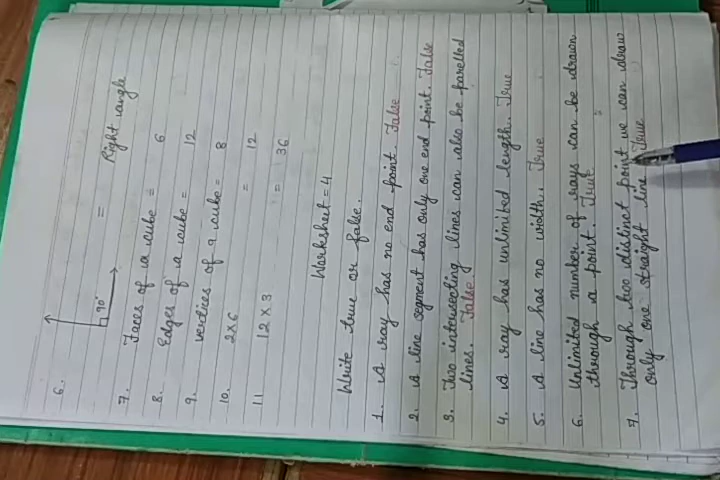 6. 90° = Right angle
7. Faces of a cube = 6
8. Edges of a cube = 12
9. vertices of a cube = 8
10. 2 x 6 = 12
11 12 x 3 = 36
Worksheet = 4
Write true or false.
1. A ray has no end point. False
2. A line segment has only one end point. False
3. Two intersecting lines can also be parelled
lines. False
4. A ray has unlimited length. True
5. A line has no width. True
6. Unlimited number of rays can be drawn
through a point. True
7. Through two distinct point we can draw
only one straight line True